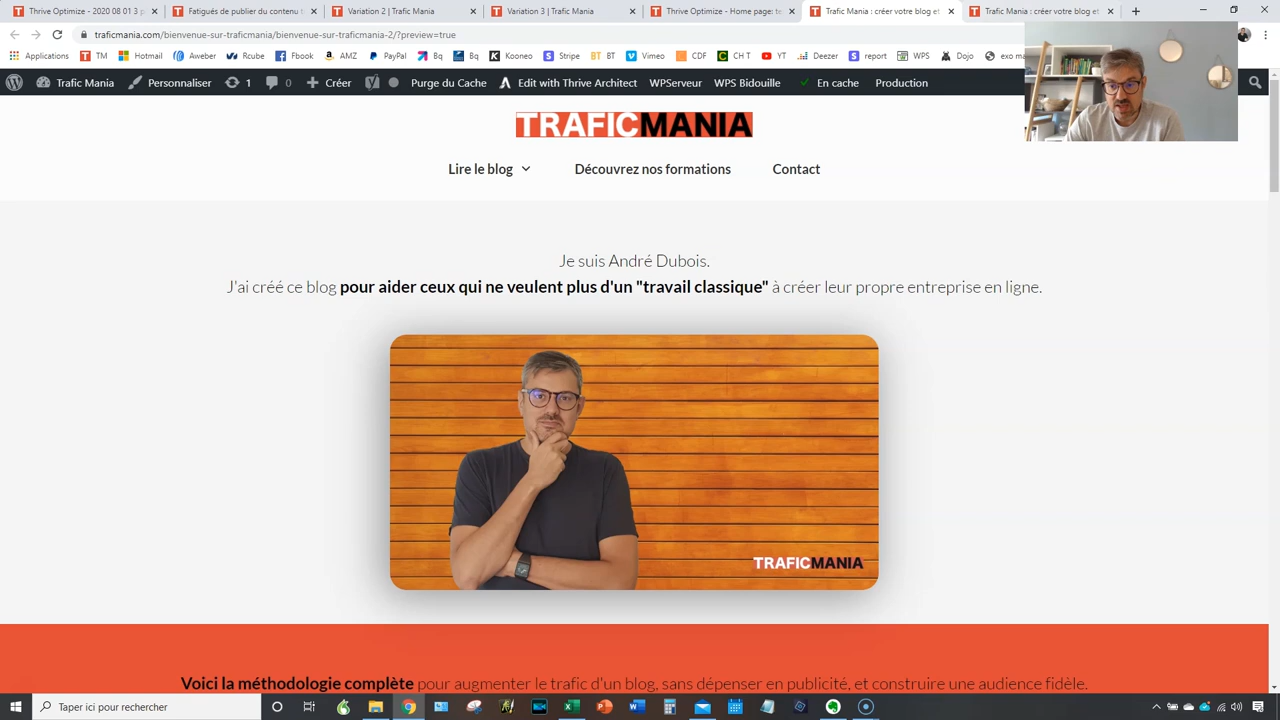 Thrive Optimize - 2020 08 01 3 p
Fatigués de publier du contenu t
Variation 2 | Trafic Mania
Variation 3 | Trafic Mania
Thrive Optimize - Home page: te
Trafic Mania : créer votre blog et
Trafic Mania : créer votre blog et
traficmania.com/bienvenue-sur-traficmania/bienvenue-sur-traficmania-2/?preview=true
Applications TM Hotmail Aweber Rcube Fbook AMZ PayPal Bq Bq Kooneo Stripe BT Vimeo CDF CH T YT Deezer report WPS Dojo exo ma
Trafic Mania Personnaliser 1 0 Créer Purge du Cache Edit with Thrive Architect WPServeur WPS Bidouille En cache Production
TRAFICMANIA
Lire le blog Découvrez nos formations Contact
Je suis André Dubois.
J'ai créé ce blog pour aider ceux qui ne veulent plus d'un "travail classique" à créer leur propre entreprise en ligne.
TRAFICMANIA
Voici la méthodologie complète pour augmenter le trafic d'un blog, sans dépenser en publicité, et construire une audience fidèle.
Taper ici pour rechercher